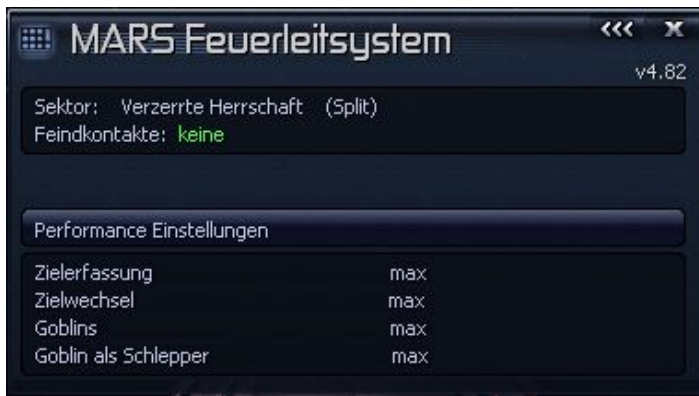 MARS Feuerleitsystem
<<< X
v4.82
Sektor: Verzerrte Herrschaft (Split)
Feindkontakte: keine
Performance Einstellungen
Zielerfassung max
Zielwechsel max
Goblins max
Goblin als Schlepper max